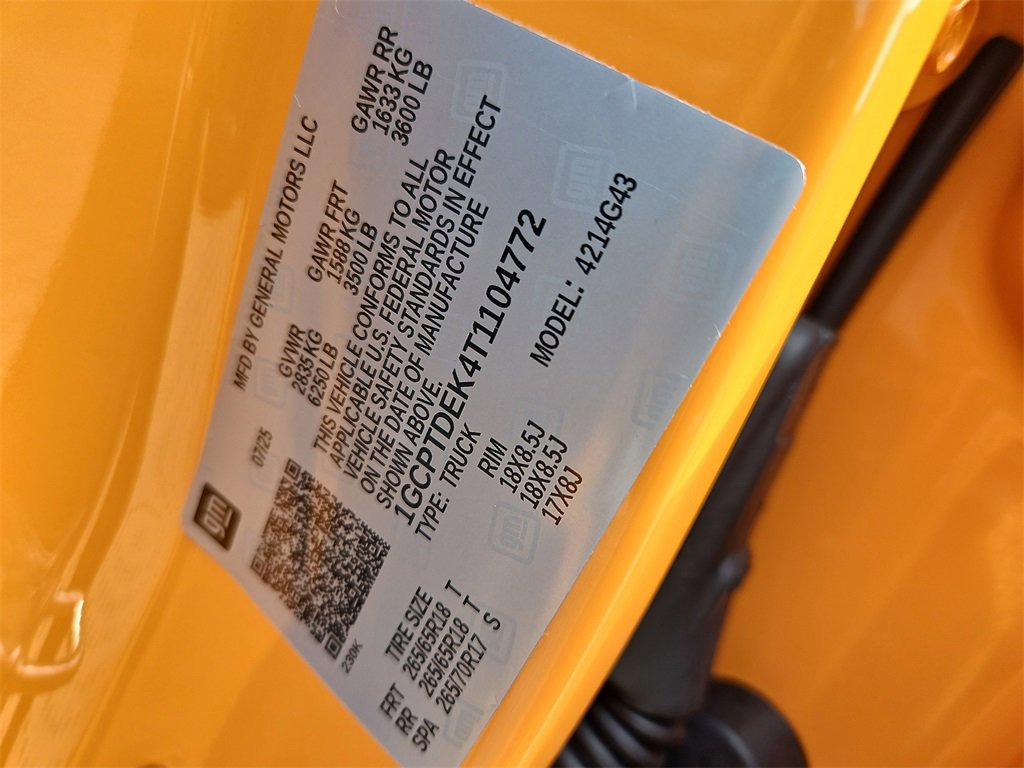 gm
07/25
MFD BY GENERAL MOTORS LLC
GVWR GAWR FRT GAWR RR
2835 KG 1588 KG 1633 KG
6250 LB 3500 LB 3600 LB
THIS VEHICLE CONFORMS TO ALL
APPLICABLE U.S. FEDERAL MOTOR
VEHICLE SAFETY STANDARDS IN EFFECT
ON THE DATE OF MANUFACTURE
SHOWN ABOVE.
1GCPTDEK4T1104772
TYPE: TRUCK MODEL: 4214G43
230K
TIRE SIZE RIM
FRT 265/65R18 T 18X8.5J
RR 265/65R18 T 18X8.5J
SPA 265/70R17 S 17X8J